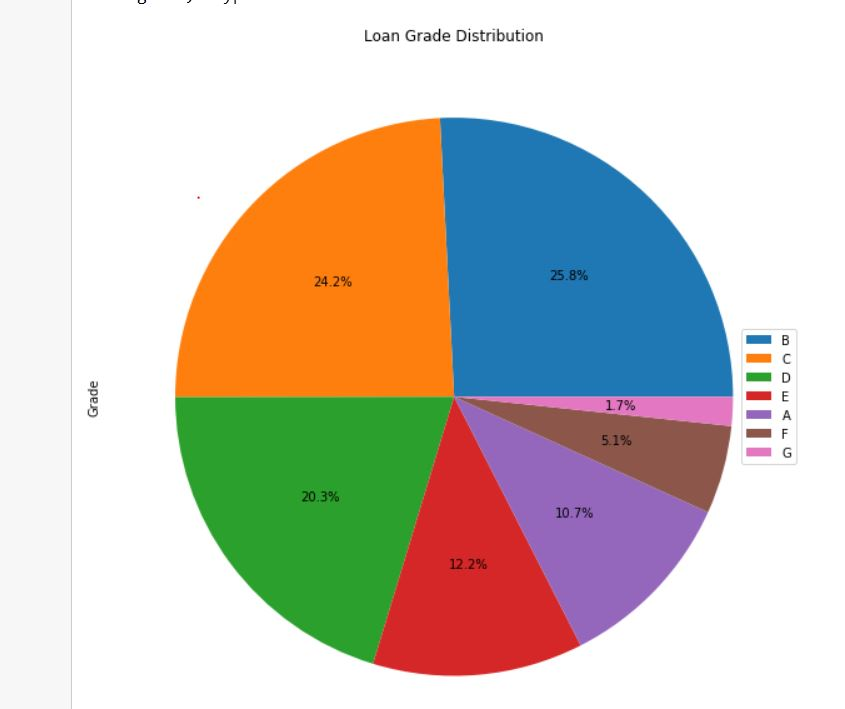 Loan Grade Distribution
24.2%
25.8%
B
C
D
E
A
F
G
Grade
1.7%
5.1%
20.3%
10.7%
12.2%